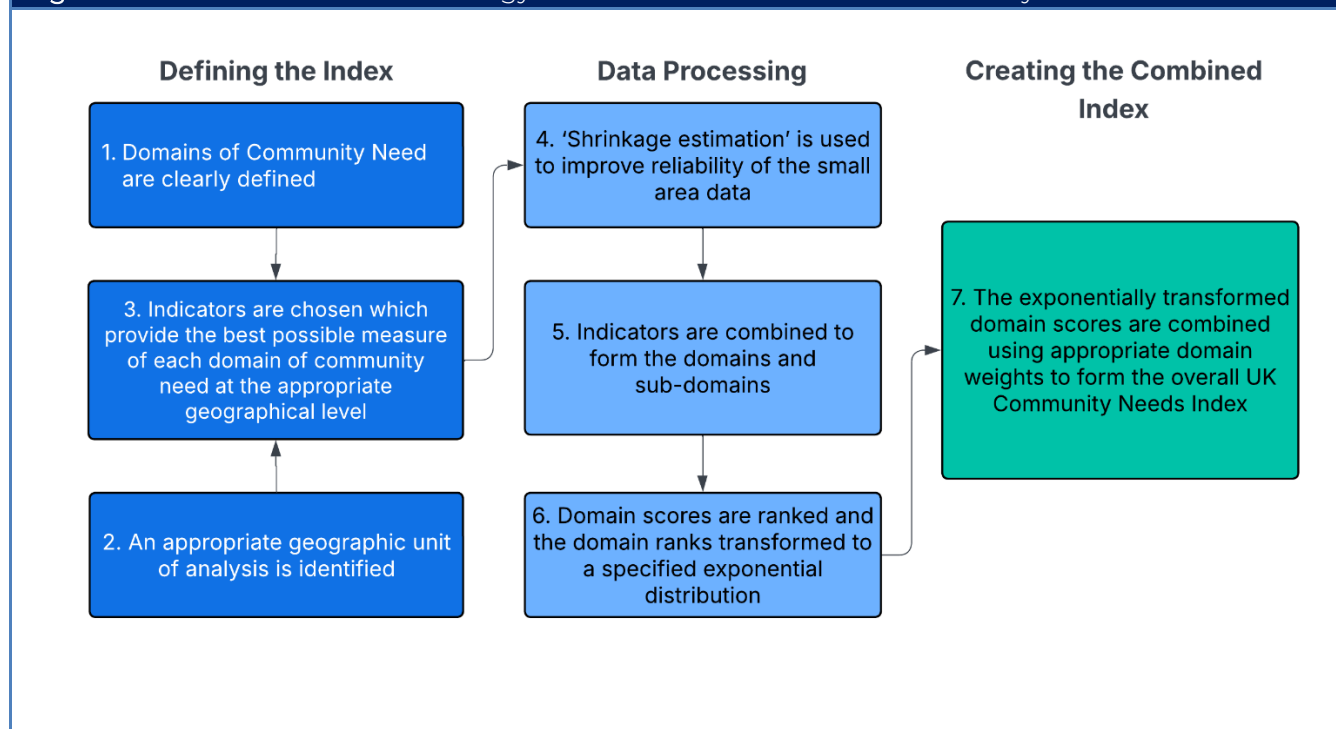 Defining the Index
1. Domains of Community Need
are clearly defined
3. Indicators are chosen which
provide the best possible measure
of each domain of community
need at the appropriate
geographical level
2. An appropriate geographic unit
of analysis is identified
Data Processing
4. ‘Shrinkage estimation’ is used
to improve reliability of the small
area data
5. Indicators are combined to
form the domains and
sub-domains
6. Domain scores are ranked and
the domain ranks transformed to
a specified exponential
distribution
Creating the Combined
Index
7. The exponentially transformed
domain scores are combined
using appropriate domain
weights to form the overall UK
Community Needs Index